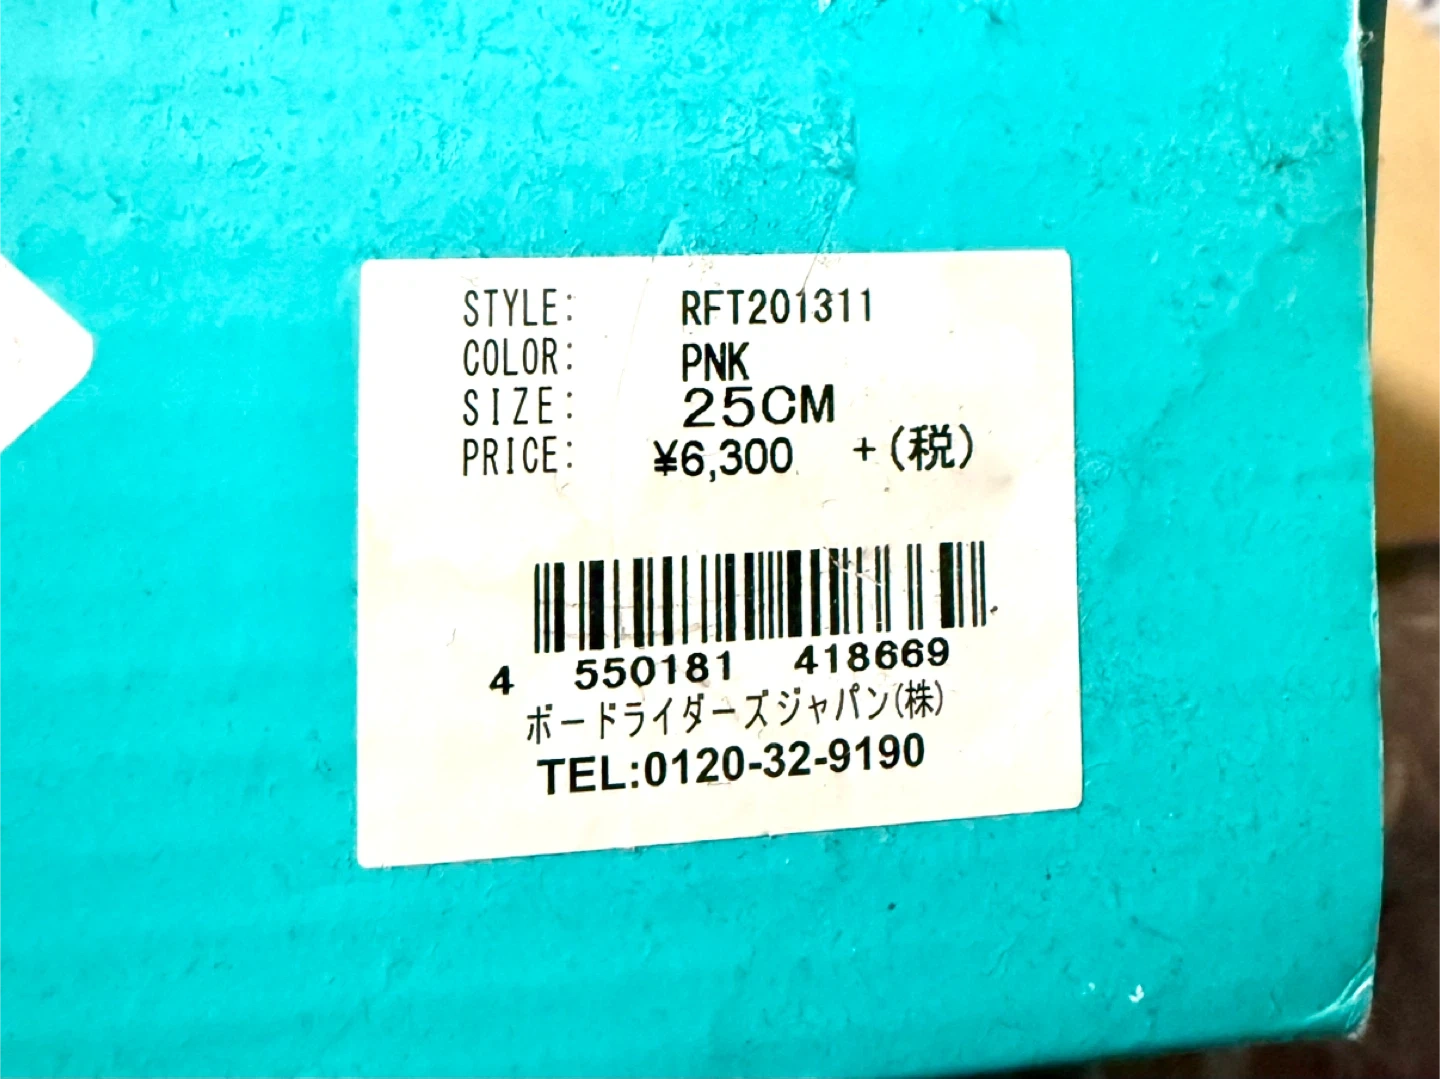 STYLE: RFT201311
COLOR: PNK
SIZE: 25CM
PRICE: ¥6,300 +(税)
4 550181 418669
ボードライダーズジャパン(株)
TEL:0120-32-9190